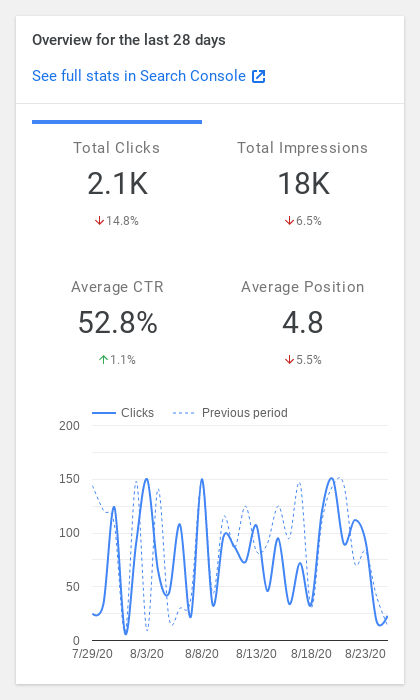 Overview for the last 28 days
See full stats in Search Console
Total Clicks
2.1K
14.8%
Total Impressions
18K
6.5%
Average CTR
52.8%
1.1%
Average Position
4.8
5.5%
Clicks
Previous period
200
150
100
50
0
7/29/20 8/3/20 8/8/20 8/13/20 8/18/20 8/23/20